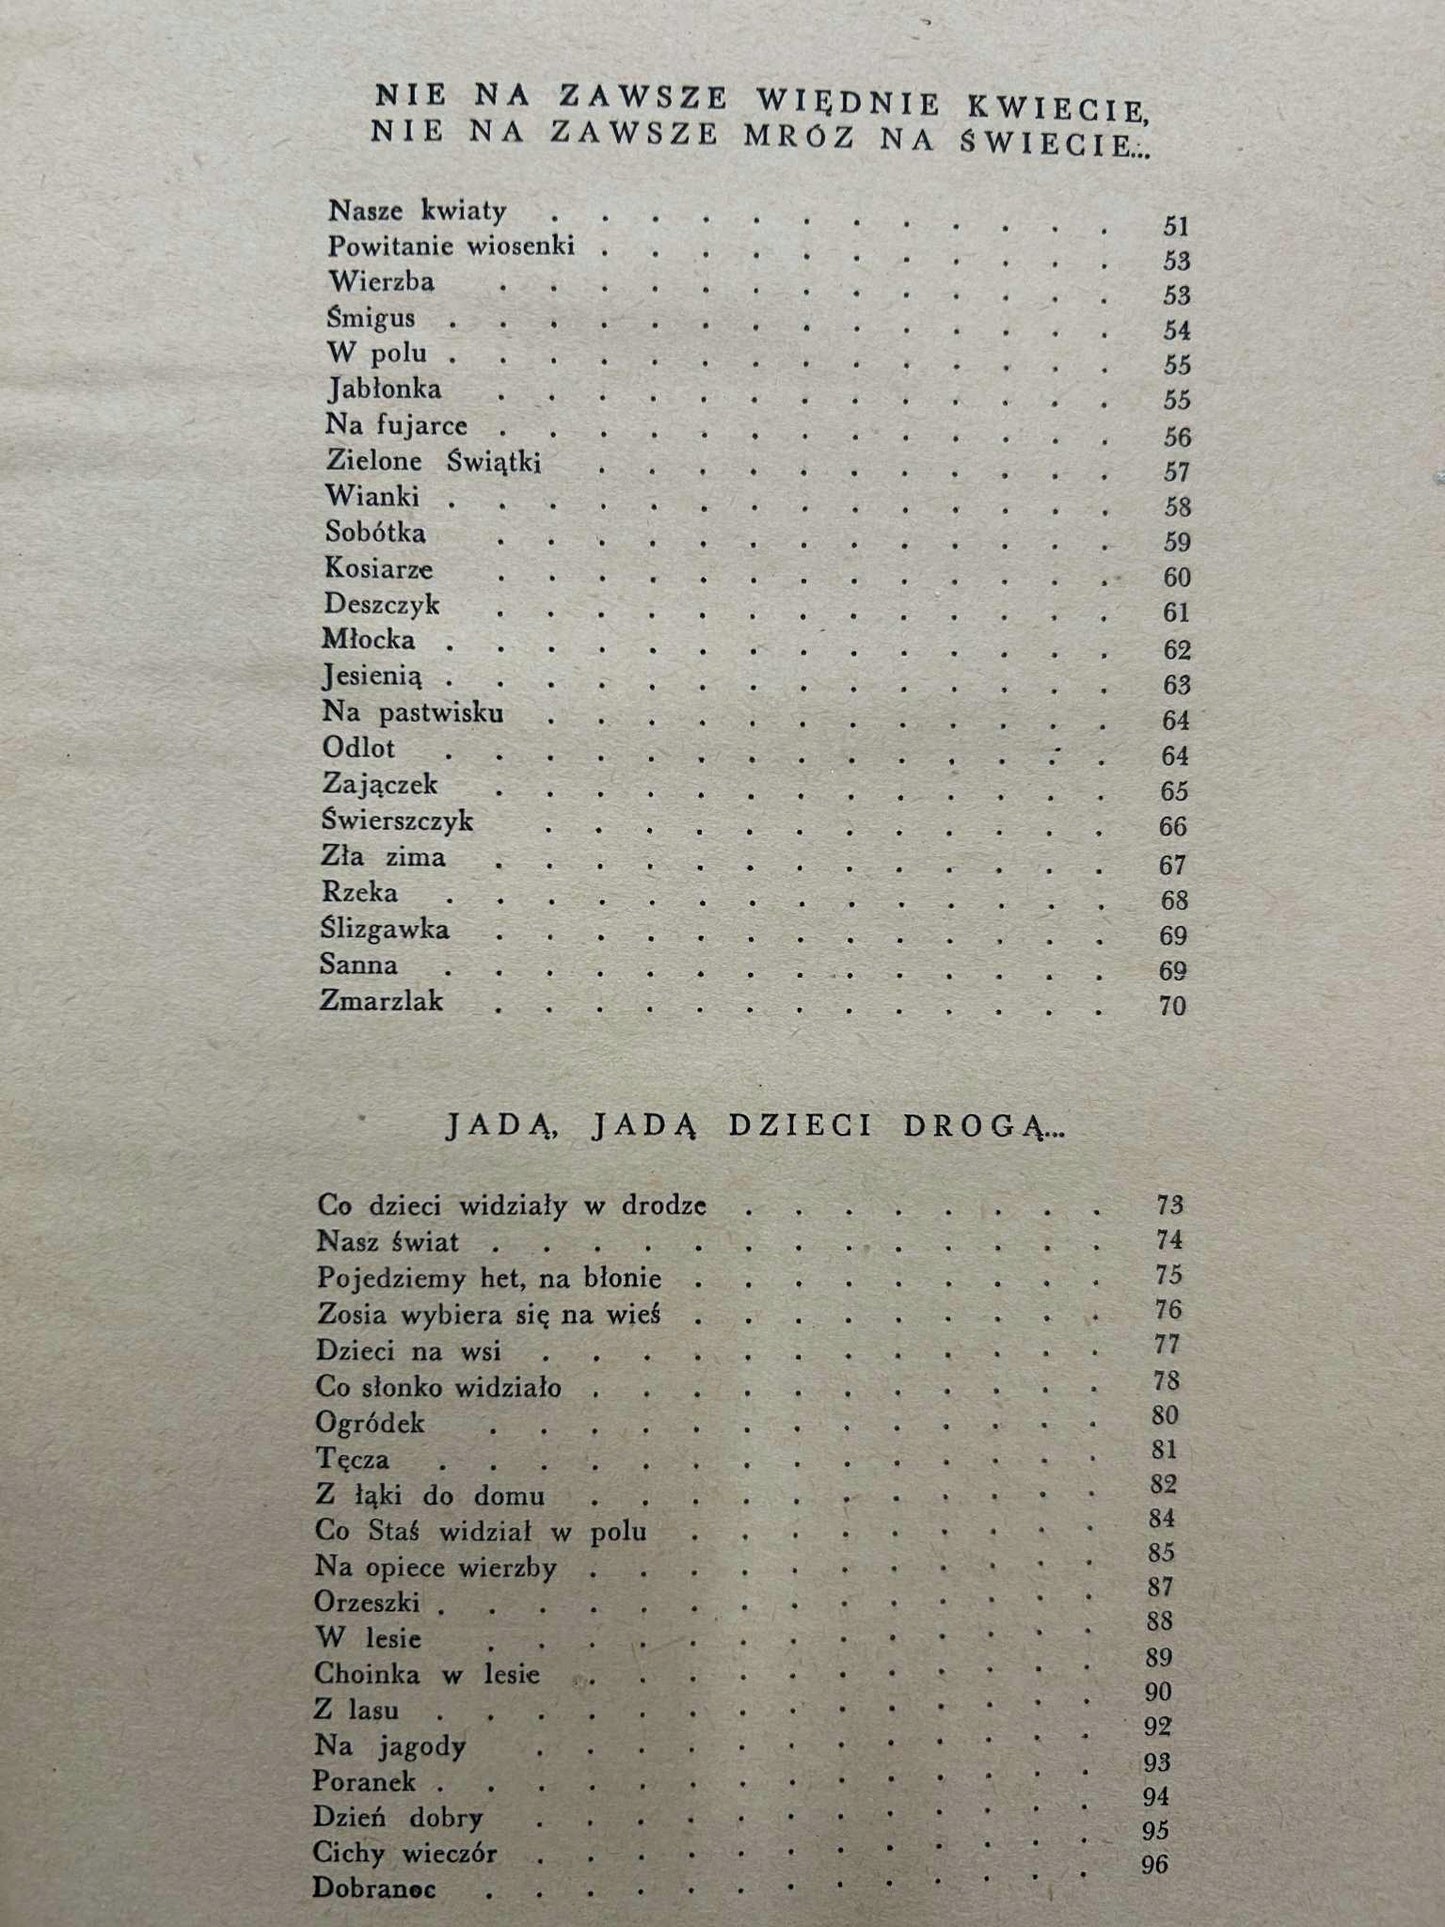 NIE NA ZAWSZE WIĘDNIE KWIECIE,
NIE NA ZAWSZE MRÓZ NA ŚWIECIE...
Nasze kwiaty . . . . . . . . . . . . 51
Powitanie wiosenki . . . . . . . . . . . 53
Wierzba . . . . . . . . . . . . . 53
Śmigus . . . . . . . . . . . . . . 54
W polu . . . . . . . . . . . . . . 55
Jabłonka . . . . . . . . . . . . . 55
Na fujarce . . . . . . . . . . . . . 56
Zielone Świątki . . . . . . . . . . . 57
Wianki . . . . . . . . . . . . . . 58
Sobótka . . . . . . . . . . . . . 59
Kosiarze . . . . . . . . . . . . . 60
Deszczyk . . . . . . . . . . . . . 61
Młocka . . . . . . . . . . . . . . 62
Jesienią . . . . . . . . . . . . . . 63
Na pastwisku . . . . . . . . . . . . 64
Odlot . . . . . . . . . . . . . . 64
Zajączek . . . . . . . . . . . . . 65
Świerszczyk . . . . . . . . . . . . 66
Zła zima . . . . . . . . . . . . . 67
Rzeka . . . . . . . . . . . . . . 68
Ślizgawka . . . . . . . . . . . . . 69
Sanna . . . . . . . . . . . . . . 69
Zmarzlak . . . . . . . . . . . . . 70
JADĄ, JADĄ DZIECI DROGĄ...
Co dzieci widziały w drodze . . . . . . . . 73
Nasz świat . . . . . . . . . . . . . 74
Pojedziemy het, na błonie . . . . . . . . . 75
Zosia wybiera się na wieś . . . . . . . . . 76
Dzieci na wsi . . . . . . . . . . . . 77
Co słonko widziało . . . . . . . . . . . 78
Ogródek . . . . . . . . . . . . . 80
Tęcza . . . . . . . . . . . . . . 81
Z łąki do domu . . . . . . . . . . . 82
Co Staś widział w polu . . . . . . . . . 84
Na opiece wierzby . . . . . . . . . . . 85
Orzeszki . . . . . . . . . . . . . . 87
W lesie . . . . . . . . . . . . . 88
Choinka w lesie . . . . . . . . . . . 89
Z lasu . . . . . . . . . . . . . . 90
Na jagody . . . . . . . . . . . . 92
Poranek . . . . . . . . . . . . . . 93
Dzień dobry . . . . . . . . . . . . 94
Cichy wieczór . . . . . . . . . . . . 95
Dobranoc . . . . . . . . . . . . . 96